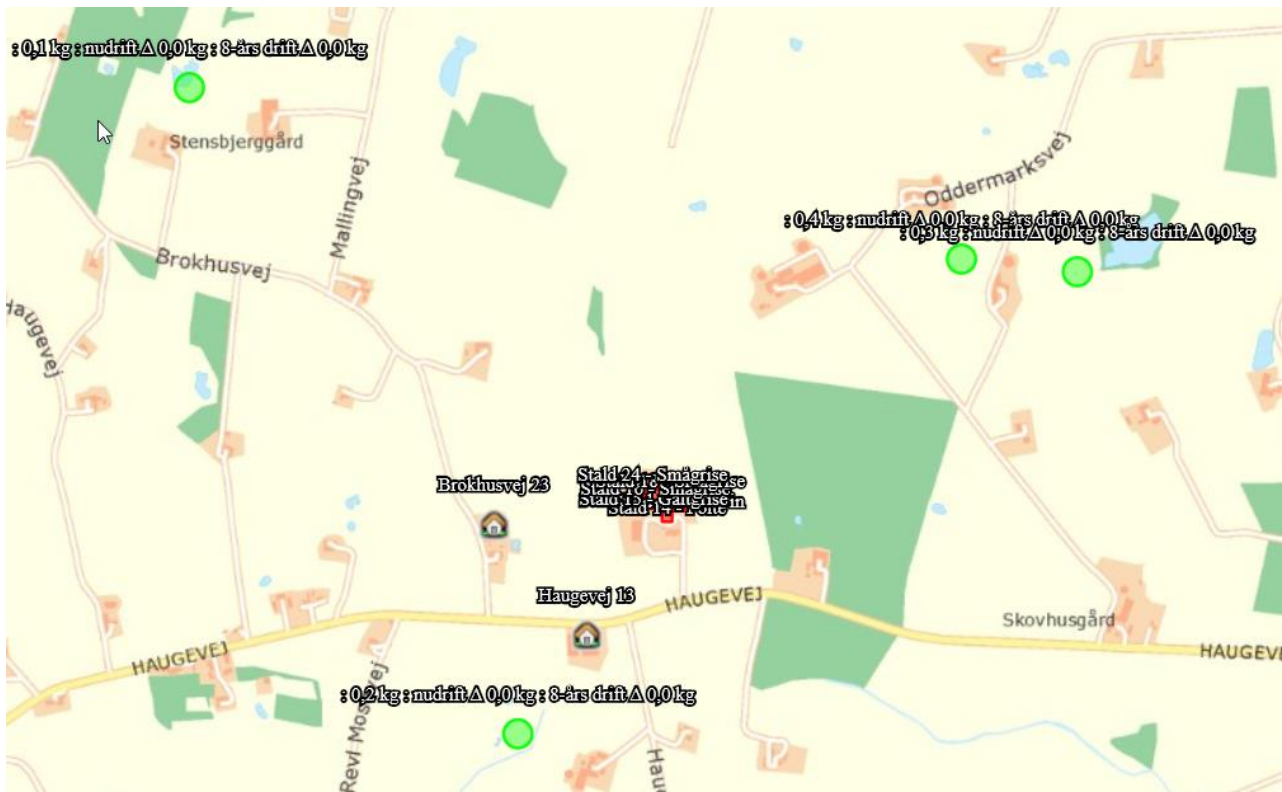 : 0,1 kg : nudrift Δ 0,0 kg : 8-års drift Δ 0,0 kg
Stensbjerggård
Mallingvej
Oddermarksvej
: 0,4 kg : nudrift Δ 0,0 kg : 8-års drift Δ 0,0 kg
: 0,3 kg : nudrift Δ 0,0 kg : 8-års drift Δ 0,0 kg
Brokhusvej
Haugevej
Stald 24 - Smågrise
Brokhusvej 23
Stald 14 - Polte
Haugevej 13
HAUGEVEJ
Skovhusgård
HAUGEVEJ
HAUGEVE
: 0,2 kg : nudrift Δ 0,0 kg : 8-års drift Δ 0,0 kg
Revl Mosevej
Hau